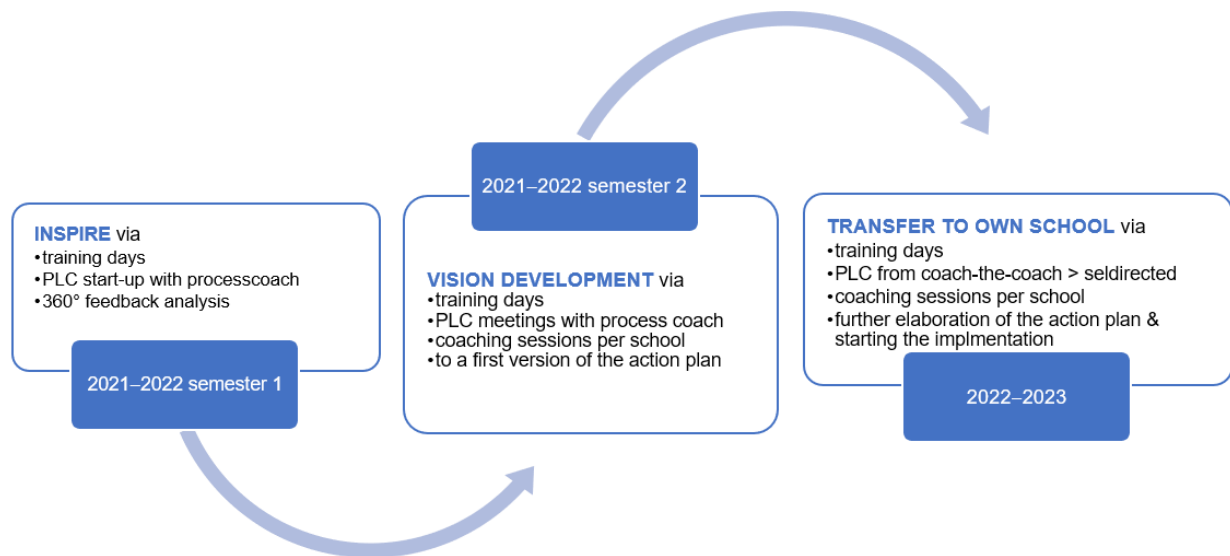 INSPIRE via
•training days
•PLC start-up with processcoach
•360° feedback analysis
2021–2022 semester 1
2021–2022 semester 2
VISION DEVELOPMENT via
•training days
•PLC meetings with process coach
•coaching sessions per school
•to a first version of the action plan
TRANSFER TO OWN SCHOOL via
•training days
•PLC from coach-the-coach > seldirected
•coaching sessions per school
•further elaboration of the action plan &
starting the implmentation
2022–2023